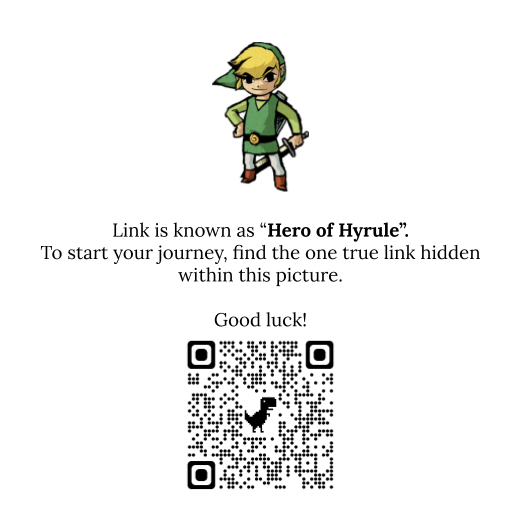 Link is known as “Hero of Hyrule”.
To start your journey, find the one true link hidden
within this picture.
Good luck!